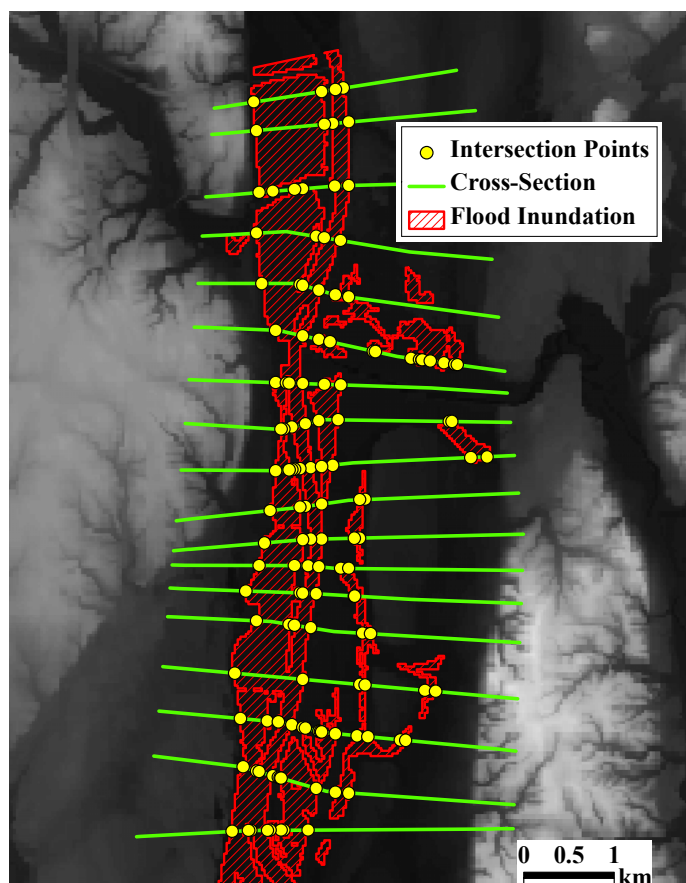 Intersection Points
Cross-Section
Flood Inundation
0 0.5 1
km